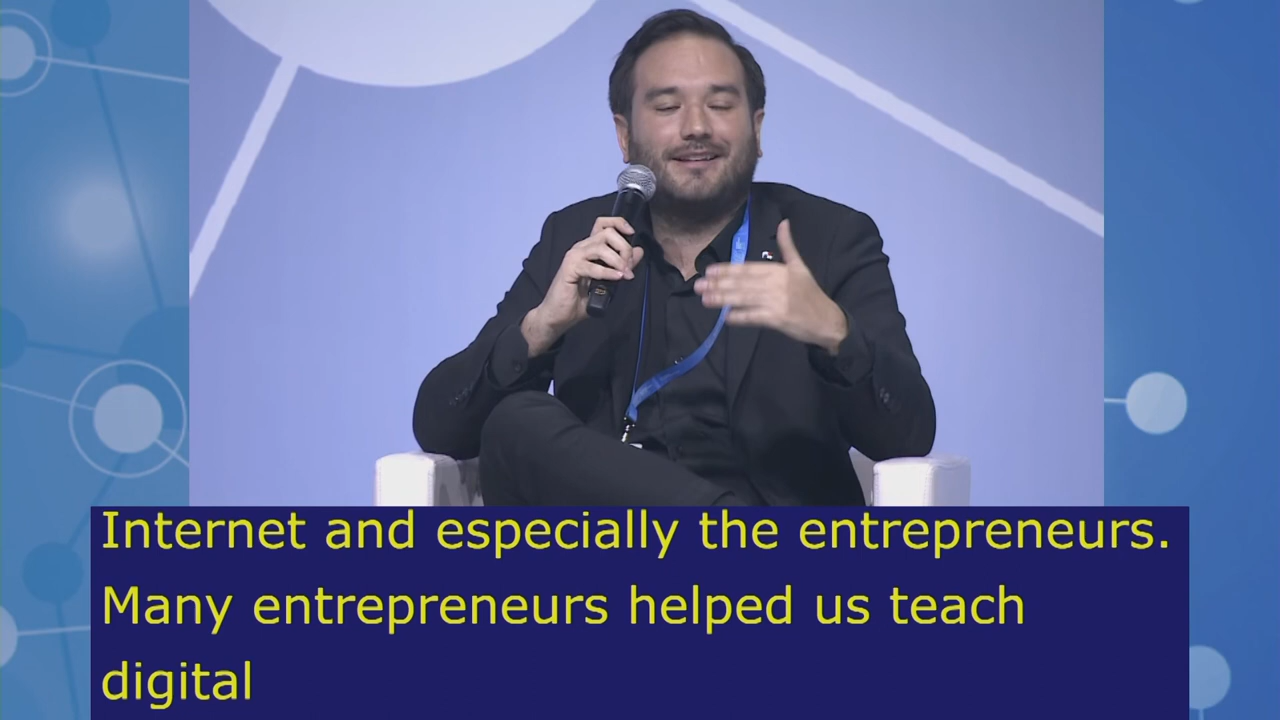 Internet and especially the entrepreneurs.
Many entrepreneurs helped us teach
digital